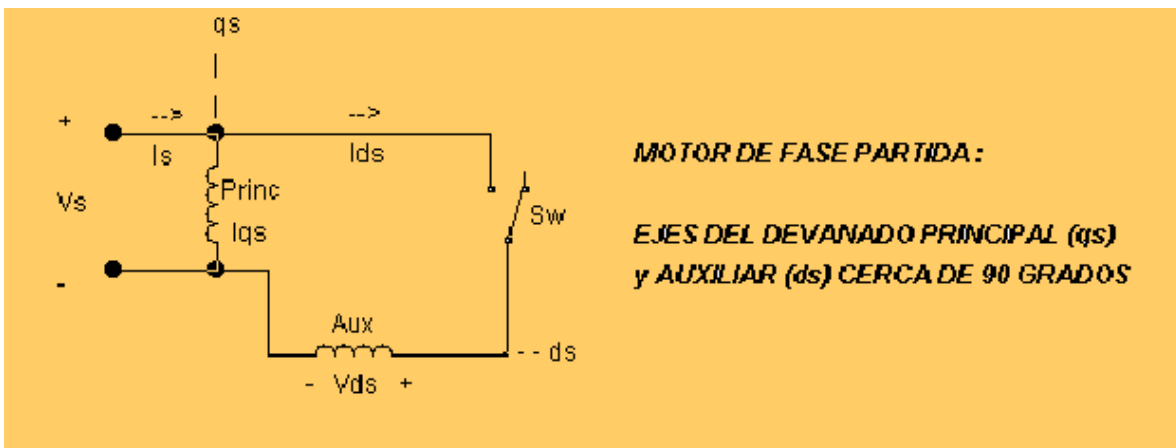 qs
+
-->
-->
Is
Ids
MOTOR DE FASE PARTIDA :
Princ
Vs
Sw
Iqs
EJES DEL DEVANADO PRINCIPAL (qs)
y AUXILIAR (ds) CERCA DE 90 GRADOS
-
Aux
-- ds
- Vds +